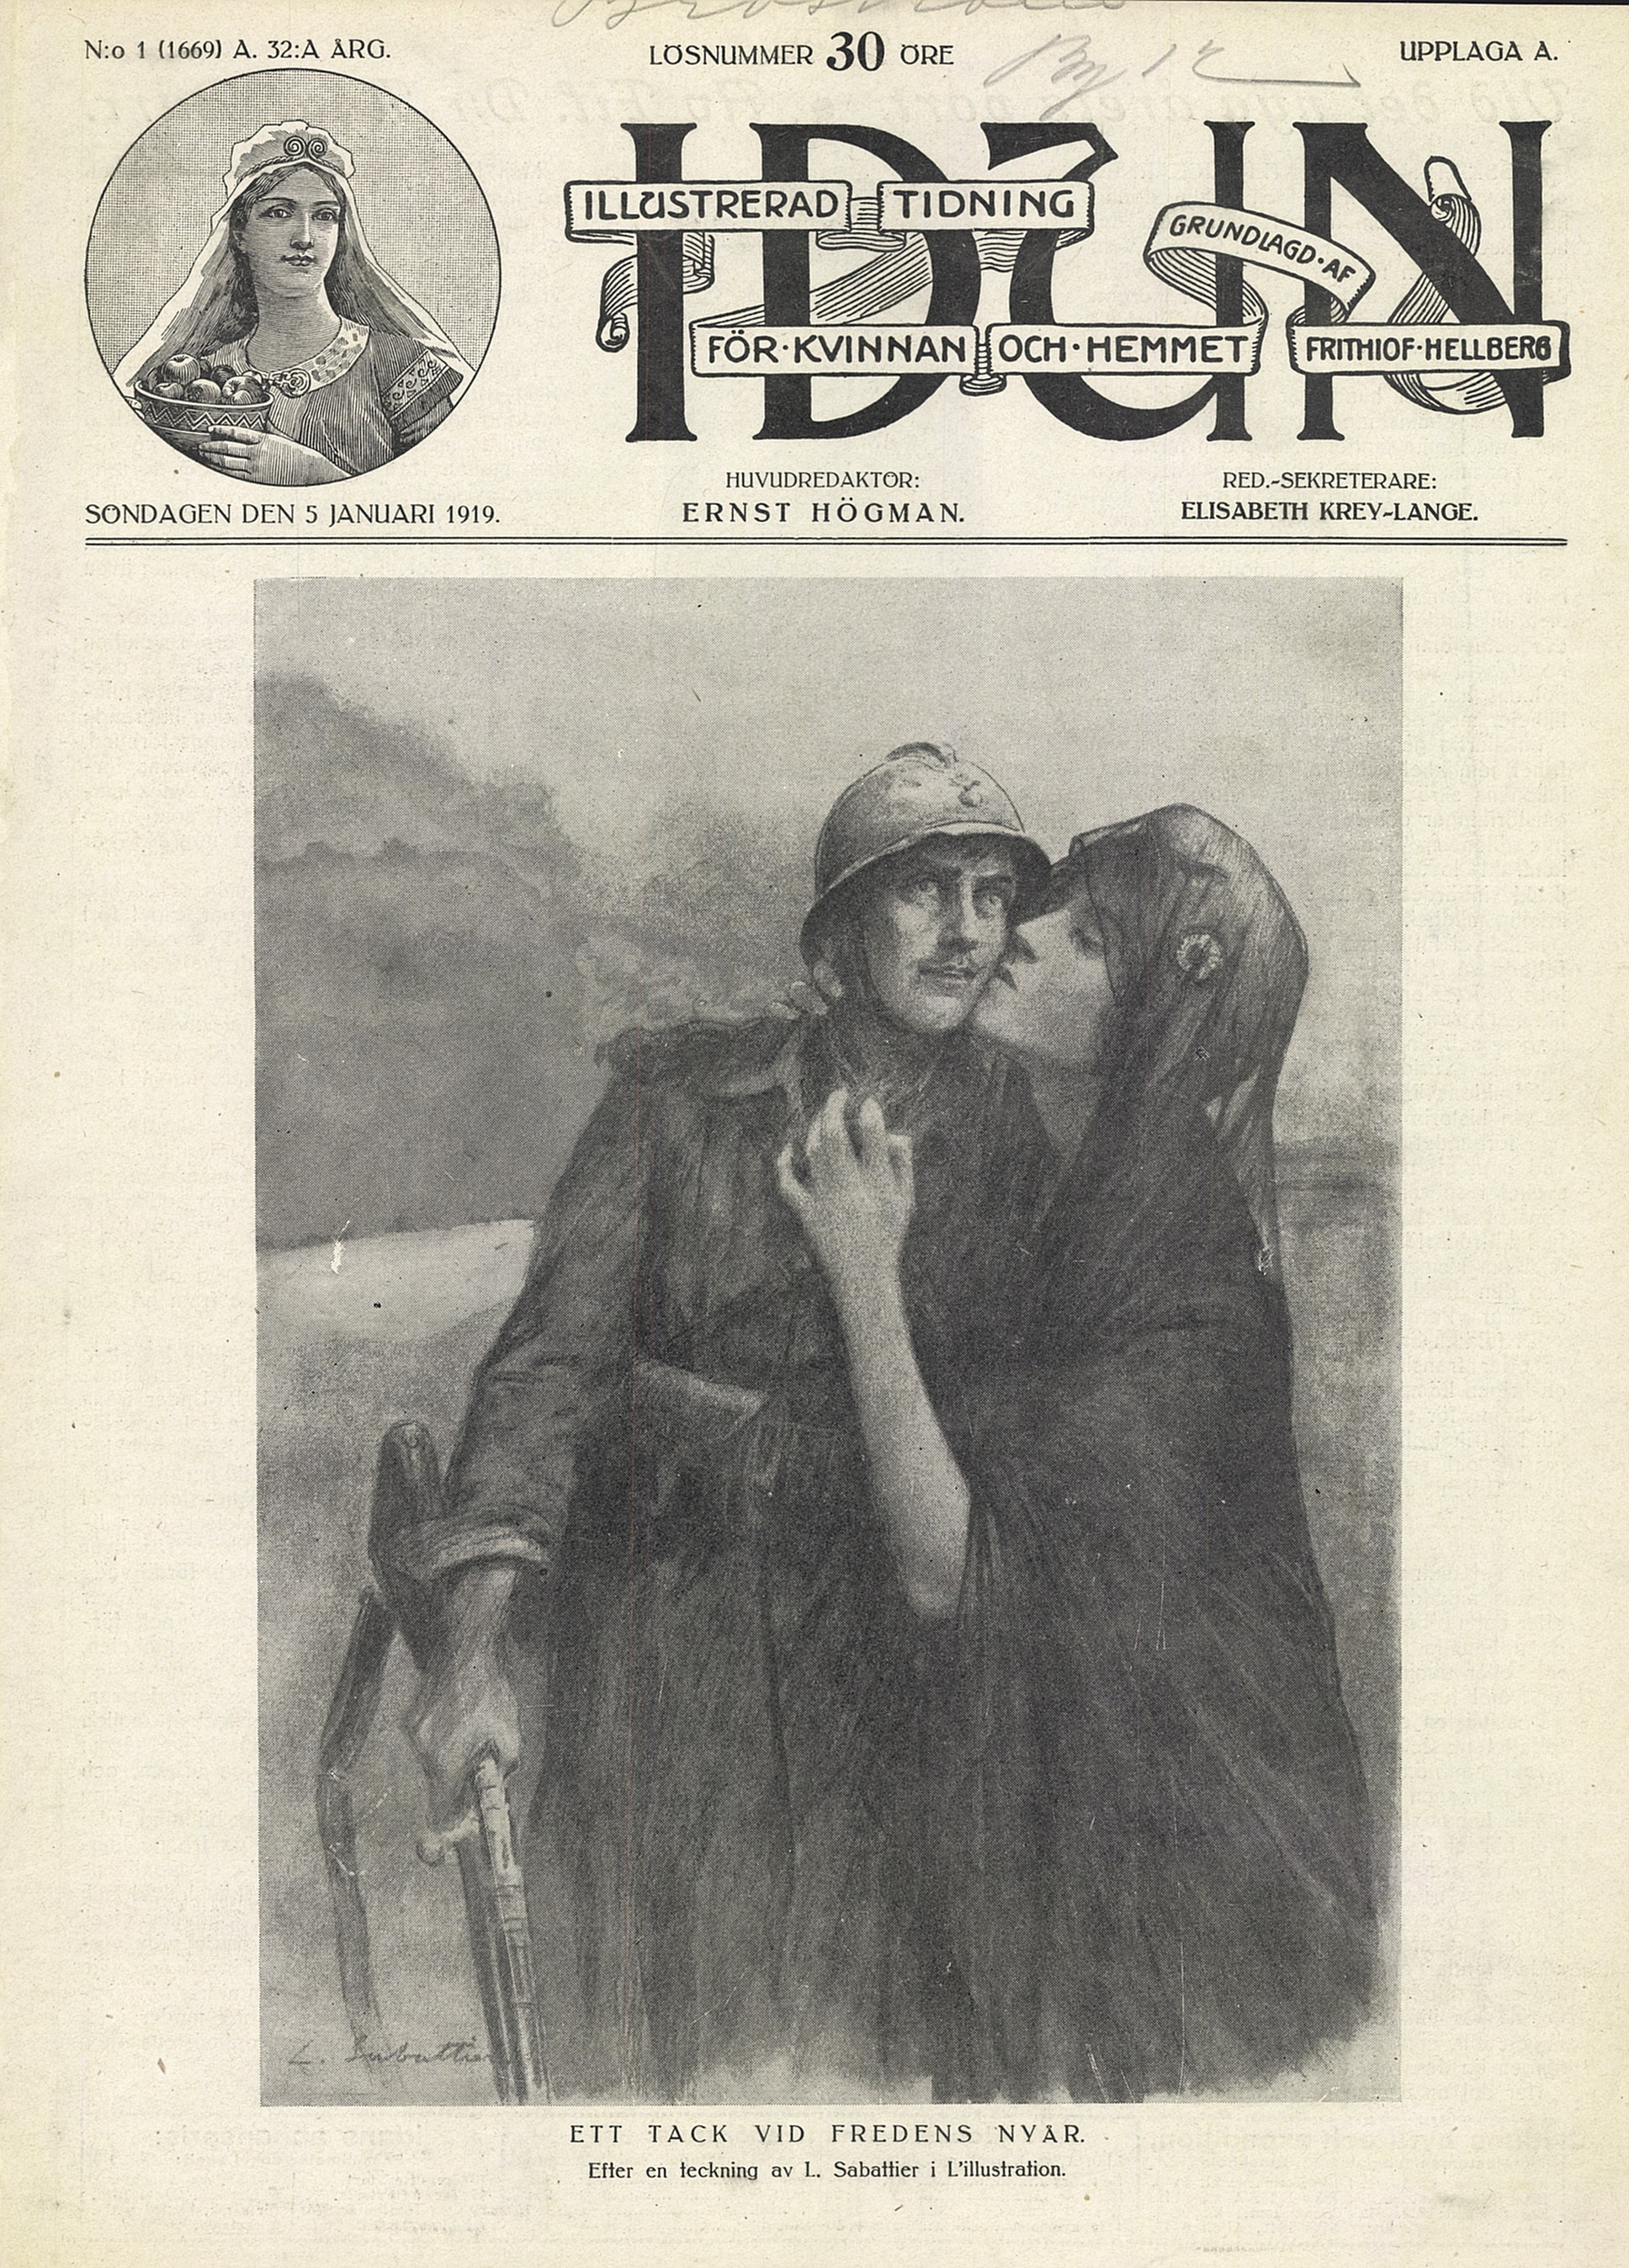 N:o 1 (1669) A. 32:A ÅRG.
LÖSNUMMER 30 ÖRE
UPPLAGA A.
IDUN
ILLUSTRERAD TIDNING
GRUNDLAGD·AF
FÖR·KVINNAN OCH·HEMMET
FRITHIOF·HELLBERG
SÖNDAGEN DEN 5 JANUARI 1919.
HUVUDREDAKTÖR:
ERNST HÖGMAN.
RED.-SEKRETERARE:
ELISABETH KREY-LANGE.
L. Sabattier
ETT TACK VID FREDENS NYÅR.
Efter en teckning av L. Sabattier i L'illustration.